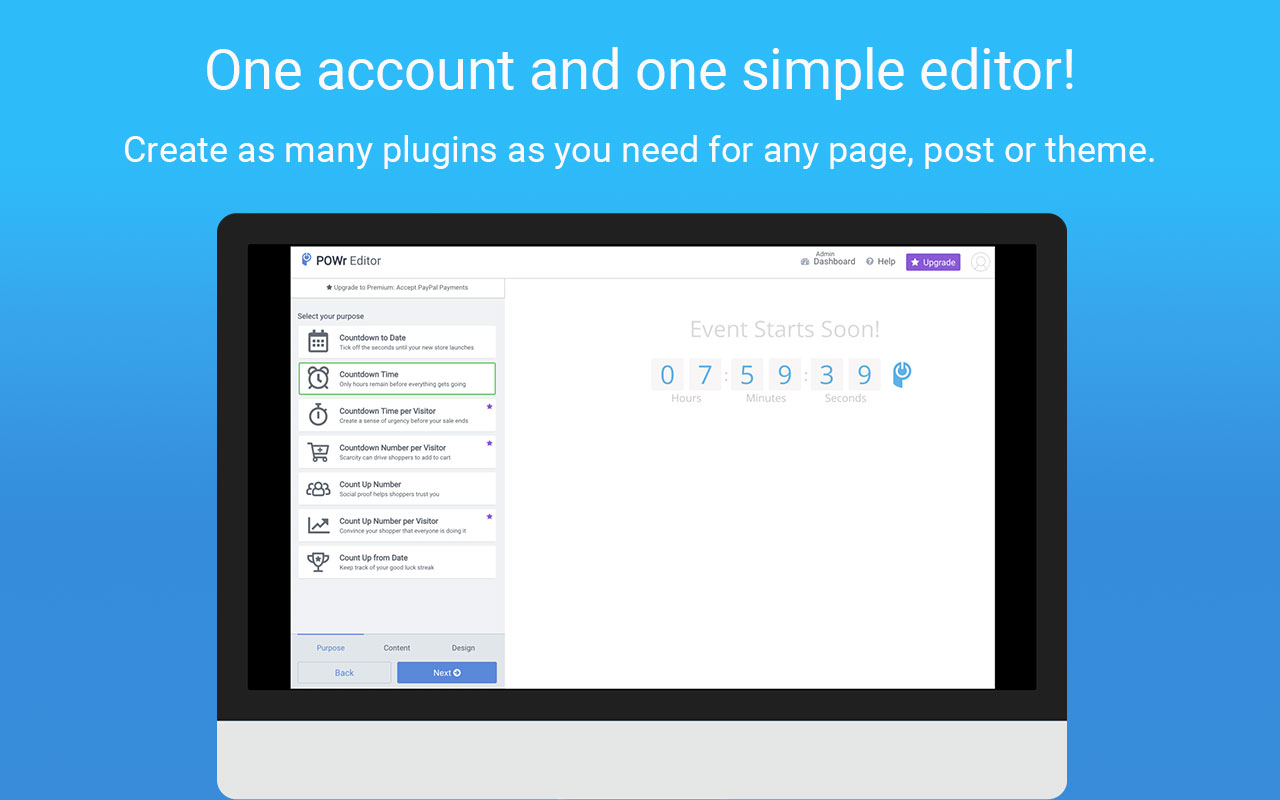 One account and one simple editor!
Create as many plugins as you need for any page, post or theme.
POWr Editor
Admin
Dashboard
Help
Upgrade
Upgrade to Premium: Accept PayPal Payments
Select your purpose
Countdown to Date
Tick off the seconds until your new store launches
Countdown Time
Only hours remain before everything gets going
Countdown Time per Visitor
Create a sense of urgency before your sale ends
Countdown Number per Visitor
Scarcity can drive shoppers to add to cart
Count Up Number
Social proof helps shoppers trust you
Count Up Number per Visitor
Convince your shopper that everyone is doing it
Count Up from Date
Keep track of your good luck streak
Purpose Content Design
Back Next
Event Starts Soon!
0 7 : 5 9 : 3 9
Hours Minutes Seconds